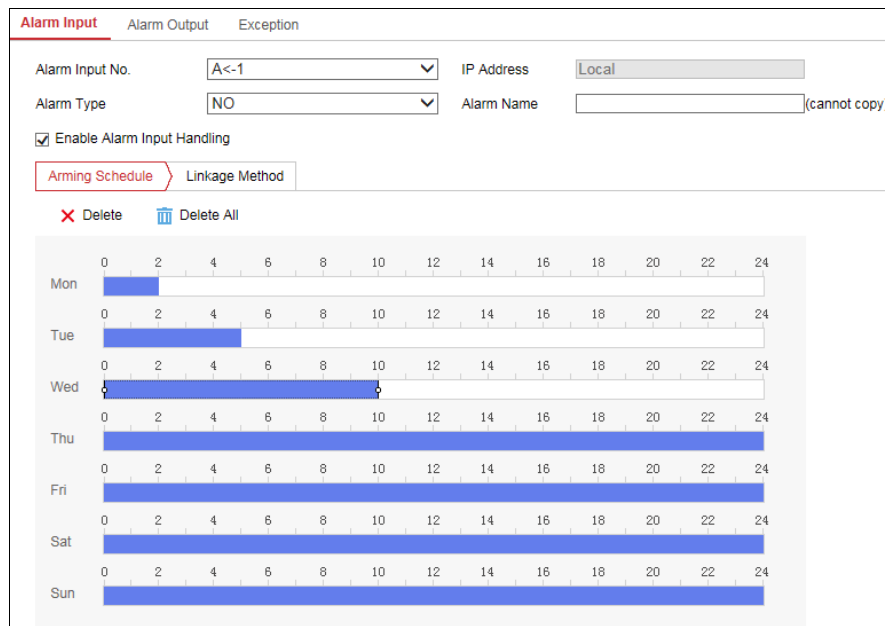 Alarm Input Alarm Output Exception
Alarm Input No. A<-1 IP Address Local
Alarm Type NO Alarm Name (cannot copy)
Enable Alarm Input Handling
Arming Schedule Linkage Method
Delete Delete All
0 2 4 6 8 10 12 14 16 18 20 22 24
Mon
0 2 4 6 8 10 12 14 16 18 20 22 24
Tue
0 2 4 6 8 10 12 14 16 18 20 22 24
Wed
0 2 4 6 8 10 12 14 16 18 20 22 24
Thu
0 2 4 6 8 10 12 14 16 18 20 22 24
Fri
0 2 4 6 8 10 12 14 16 18 20 22 24
Sat
0 2 4 6 8 10 12 14 16 18 20 22 24
Sun